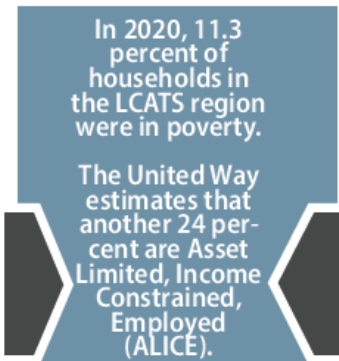 In 2020, 11.3
percent of
households in
the LCATS region
were in poverty.
The United Way
estimates that
another 24 per-
cent are Asset
Limited, Income
Constrained,
Employed
(ALICE).